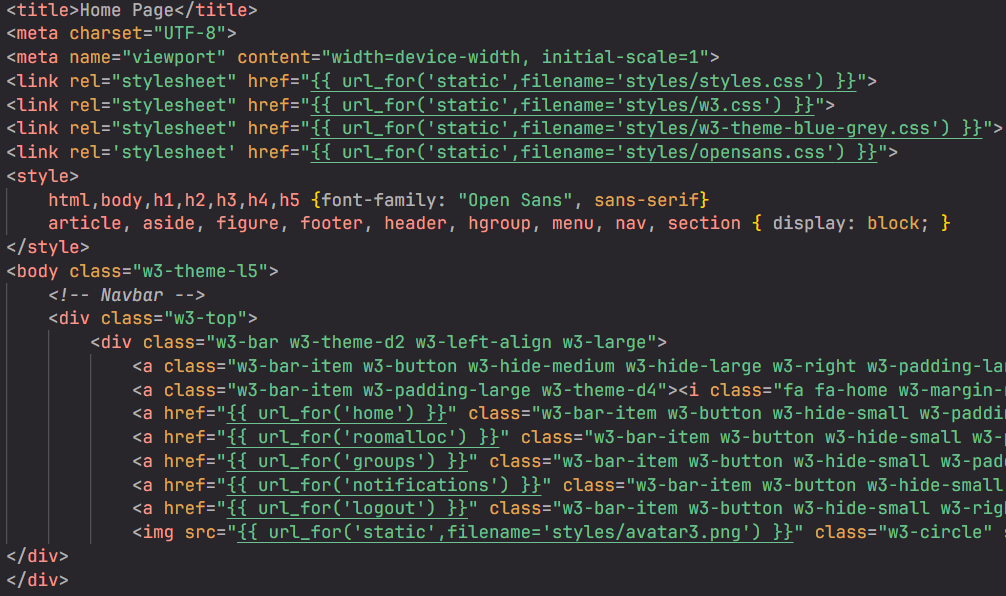 <title>Home Page</title>
<meta charset="UTF-8">
<meta name="viewport" content="width=device-width, initial-scale=1">
<link rel="stylesheet" href="{{ url_for('static',filename='styles/styles.css') }}">
<link rel="stylesheet" href="{{ url_for('static',filename='styles/w3.css') }}">
<link rel="stylesheet" href="{{ url_for('static',filename='styles/w3-theme-blue-grey.css') }}">
<link rel='stylesheet' href="{{ url_for('static',filename='styles/opensans.css') }}">
<style>
    html,body,h1,h2,h3,h4,h5 {font-family: "Open Sans", sans-serif}
    article, aside, figure, footer, header, hgroup, menu, nav, section { display: block; }
</style>
<body class="w3-theme-l5">
    <!-- Navbar -->
    <div class="w3-top">
        <div class="w3-bar w3-theme-d2 w3-left-align w3-large">
            <a class="w3-bar-item w3-button w3-hide-medium w3-hide-large w3-right w3-padding-la
            <a class="w3-bar-item w3-padding-large w3-theme-d4"><i class="fa fa-home w3-margin-
            <a href="{{ url_for('home') }}" class="w3-bar-item w3-button w3-hide-small w3-paddi
            <a href="{{ url_for('roomalloc') }}" class="w3-bar-item w3-button w3-hide-small w3-
            <a href="{{ url_for('groups') }}" class="w3-bar-item w3-button w3-hide-small w3-pad
            <a href="{{ url_for('notifications') }}" class="w3-bar-item w3-button w3-hide-small
            <a href="{{ url_for('logout') }}" class="w3-bar-item w3-button w3-hide-small w3-rig
            <img src="{{ url_for('static',filename='styles/avatar3.png') }}" class="w3-circle" s
</div>
</div>